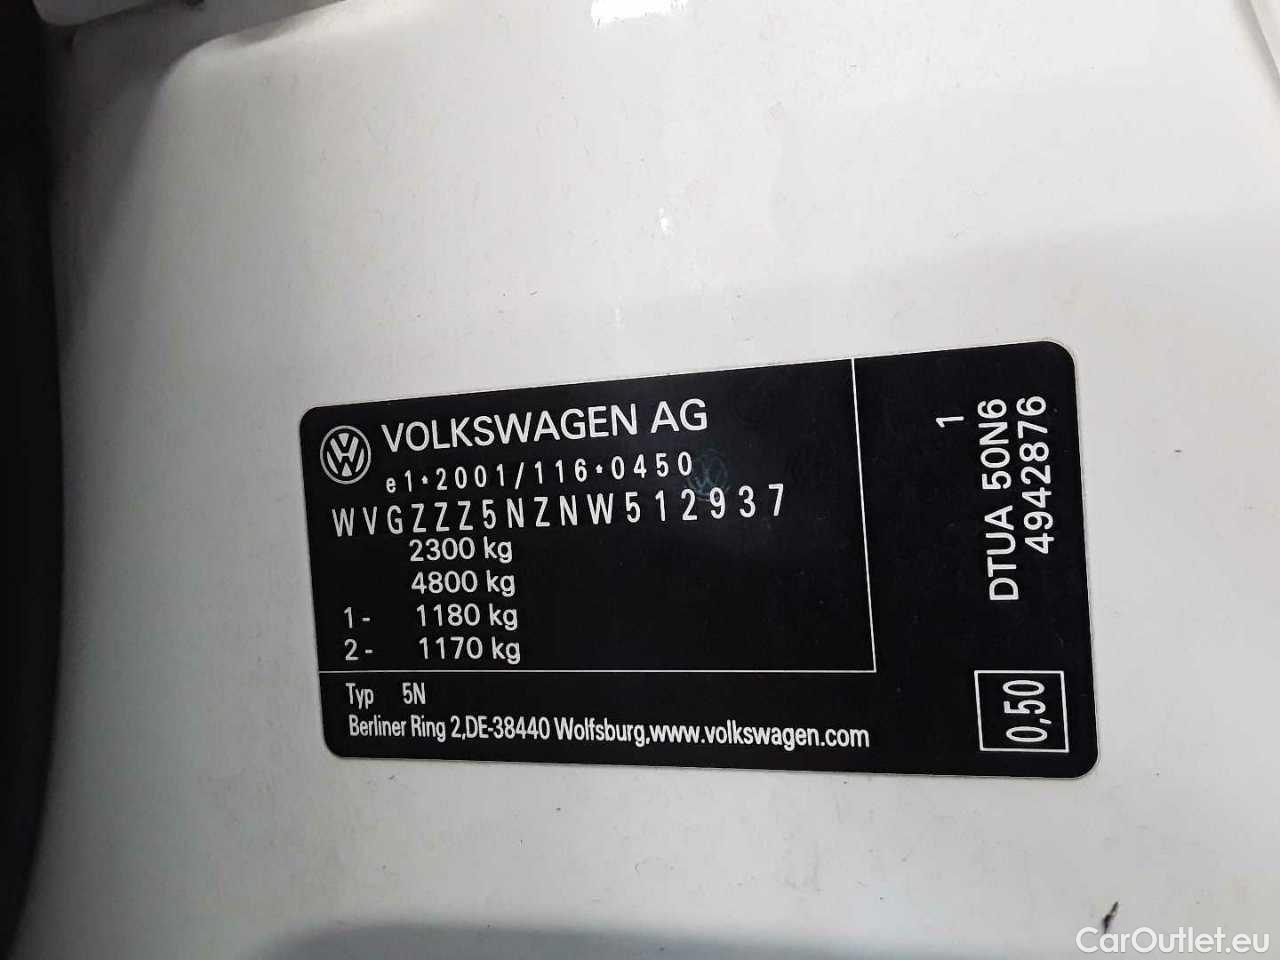 VOLKSWAGEN AG
e1*2001/116*0450
WVGZZZ5NZNW512937
2300 kg
4800 kg
1- 1180 kg
2- 1170 kg
Typ 5N
Berliner Ring 2,DE-38440 Wolfsburg,www.volkswagen.com
1
DTUA 50N6
4942876
0,50
CarOutlet.eu